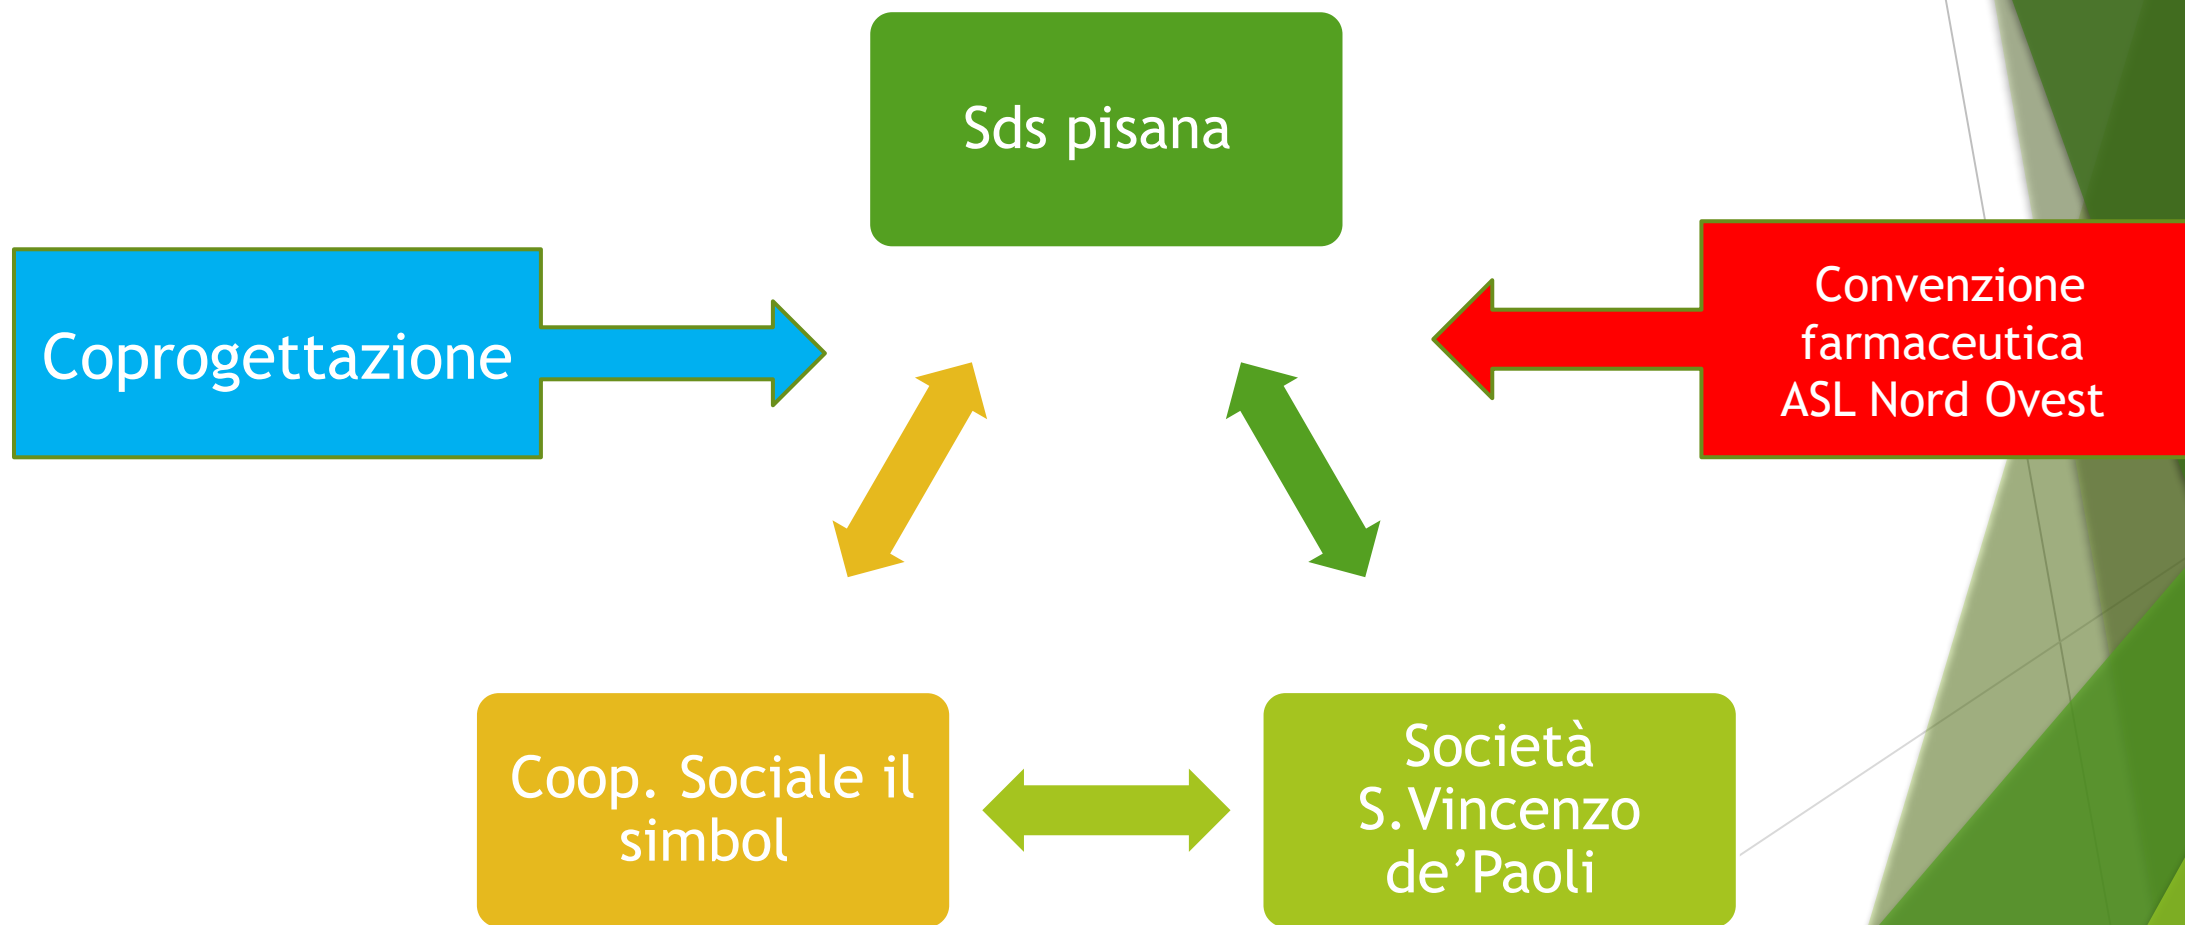 Sds pisana
Coprogettazione
Convenzione
farmaceutica
ASL Nord Ovest
Coop. Sociale il
simbol
Società
S.Vincenzo
de’Paoli